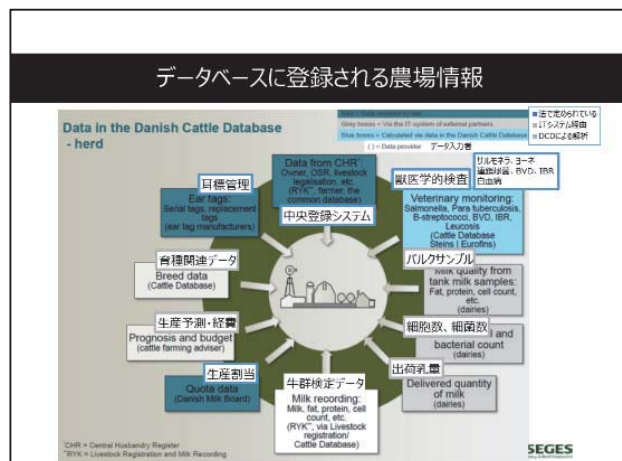 データベースに登録される農場情報
Data in the Danish Cattle Database
- herd
Grey boxes = Via the IT-system of external partners
Blue boxes = Calculated via data in the Danish Cattle Database
( ) = Data provider
データ入力者
■法で定められている
■ITシステム経由
■DCDによる解析
耳標管理
Ear tags:
Serial tags, replacement
tags
(ear tag manufacturers)
Data from CHR*:
Owner, OSR, livestock
legalisation, etc.
(RYK**, farmer, the
common database)
中央登録システム
獣医学的検査
サルモネラ、ヨーネ
連鎖球菌、BVD、IBR
白血病
Veterinary monitoring:
Salmonella, Para tuberculosis,
B-streptococci, BVD, IBR,
Leucosis
(Cattle Database
Steins | Eurofins)
育種関連データ
Breed data
(Cattle Database)
バルクサンプル
Milk quality from
tank milk samples:
Fat, protein, cell count,
etc.
(dairies)
生産予測・経費
Prognosis and budget
(cattle farming adviser)
細胞数、細菌数
and
bacterial count
(dairies)
生産割当
Quota data
(Danish Milk Board)
牛群検定データ
Milk recording:
Milk, fat, protein, cell
count, etc.
(RYK**, via Livestock
registration/
Cattle Database)
出荷乳量
Delivered quantity
of milk
(dairies)
*CHR = Central Husbandry Register
**RYK = Livestock Registration and Milk Recording
SEGES